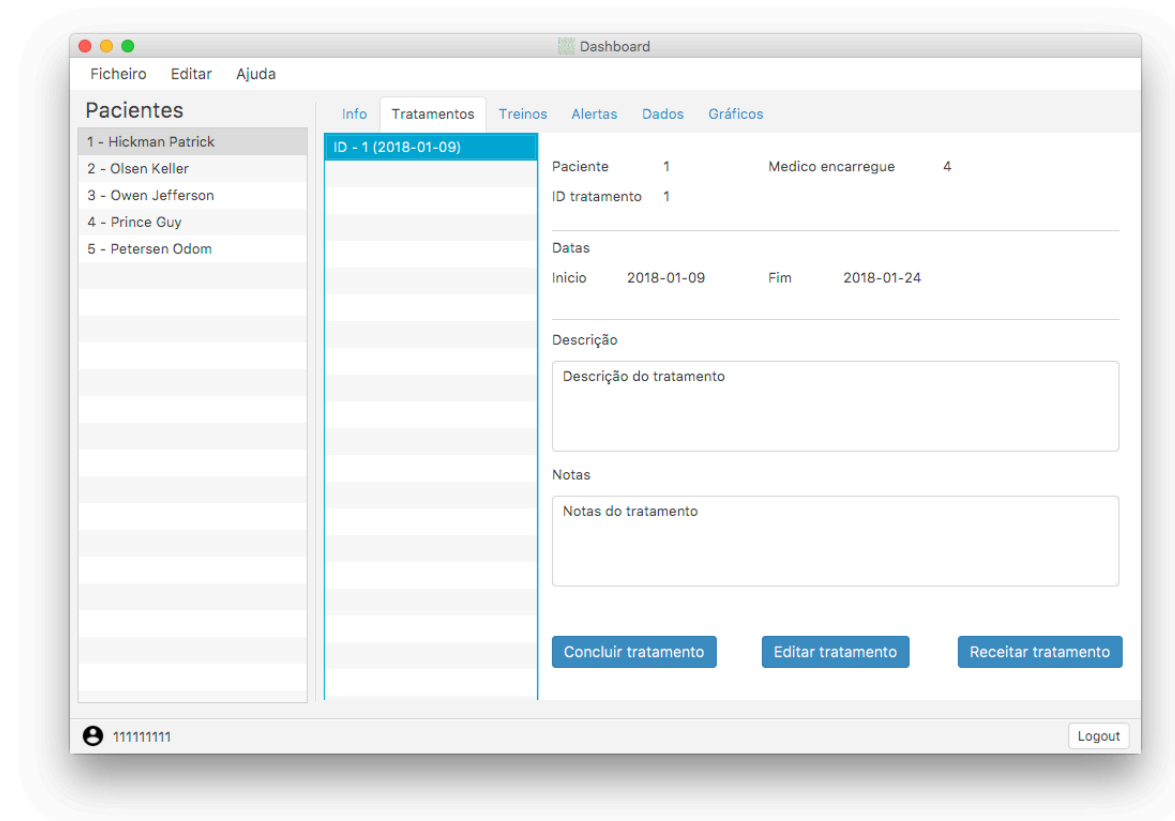 Dashboard
Ficheiro Editar Ajuda
Pacientes
1 - Hickman Patrick
2 - Olsen Keller
3 - Owen Jefferson
4 - Prince Guy
5 - Petersen Odom
Info Tratamentos Treinos Alertas Dados Gráficos
ID - 1 (2018-01-09)
Paciente 1 Medico encarregue 4
ID tratamento 1
Datas
Inicio 2018-01-09 Fim 2018-01-24
Descrição
Descrição do tratamento
Notas
Notas do tratamento
Concluir tratamento Editar tratamento Receitar tratamento
111111111 Logout